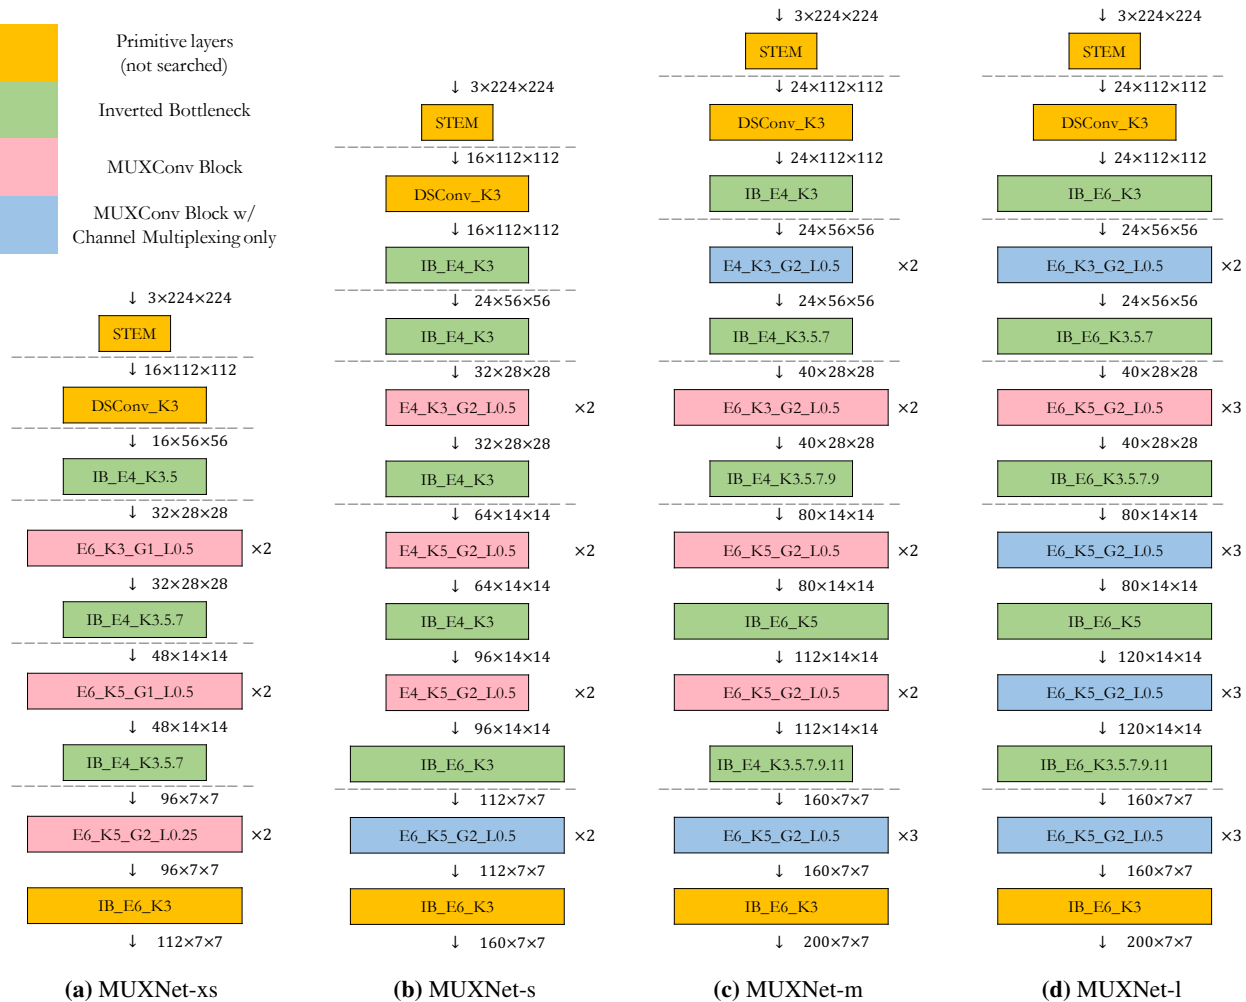 Primitive layers
(not searched)
Inverted Bottleneck
MUXConv Block
MUXConv Block w/
Channel Multiplexing only
↓ 3×224×224
STEM
↓ 16×112×112
DSConv_K3
↓ 16×56×56
IB_E4_K3.5
↓ 32×28×28
E6_K3_G1_L0.5 ×2
↓ 32×28×28
IB_E4_K3.5.7
↓ 48×14×14
E6_K5_G1_L0.5 ×2
↓ 48×14×14
IB_E4_K3.5.7
↓ 96×7×7
E6_K5_G2_L0.25 ×2
↓ 96×7×7
IB_E6_K3
↓ 112×7×7
(a) MUXNet-xs
↓ 3×224×224
STEM
↓ 16×112×112
DSConv_K3
↓ 16×112×112
IB_E4_K3
↓ 24×56×56
IB_E4_K3
↓ 32×28×28
E4_K3_G2_L0.5 ×2
↓ 32×28×28
IB_E4_K3
↓ 64×14×14
E4_K5_G2_L0.5 ×2
↓ 64×14×14
IB_E4_K3
↓ 96×14×14
E4_K5_G2_L0.5 ×2
↓ 96×14×14
IB_E6_K3
↓ 112×7×7
E6_K5_G2_L0.5 ×2
↓ 112×7×7
IB_E6_K3
↓ 160×7×7
(b) MUXNet-s
↓ 3×224×224
STEM
↓ 24×112×112
DSConv_K3
↓ 24×112×112
IB_E4_K3
↓ 24×56×56
E4_K3_G2_L0.5 ×2
↓ 24×56×56
IB_E4_K3.5.7
↓ 40×28×28
E6_K3_G2_L0.5 ×2
↓ 40×28×28
IB_E4_K3.5.7.9
↓ 80×14×14
E6_K5_G2_L0.5 ×2
↓ 80×14×14
IB_E6_K5
↓ 112×14×14
E6_K5_G2_L0.5 ×2
↓ 112×14×14
IB_E4_K3.5.7.9.11
↓ 160×7×7
E6_K5_G2_L0.5 ×3
↓ 160×7×7
IB_E6_K3
↓ 200×7×7
(c) MUXNet-m
↓ 3×224×224
STEM
↓ 24×112×112
DSConv_K3
↓ 24×112×112
IB_E6_K3
↓ 24×56×56
E6_K3_G2_L0.5 ×2
↓ 24×56×56
IB_E6_K3.5.7
↓ 40×28×28
E6_K5_G2_L0.5 ×3
↓ 40×28×28
IB_E6_K3.5.7.9
↓ 80×14×14
E6_K5_G2_L0.5 ×3
↓ 80×14×14
IB_E6_K5
↓ 120×14×14
E6_K5_G2_L0.5 ×3
↓ 120×14×14
IB_E6_K3.5.7.9.11
↓ 160×7×7
E6_K5_G2_L0.5 ×3
↓ 160×7×7
IB_E6_K3
↓ 200×7×7
(d) MUXNet-l